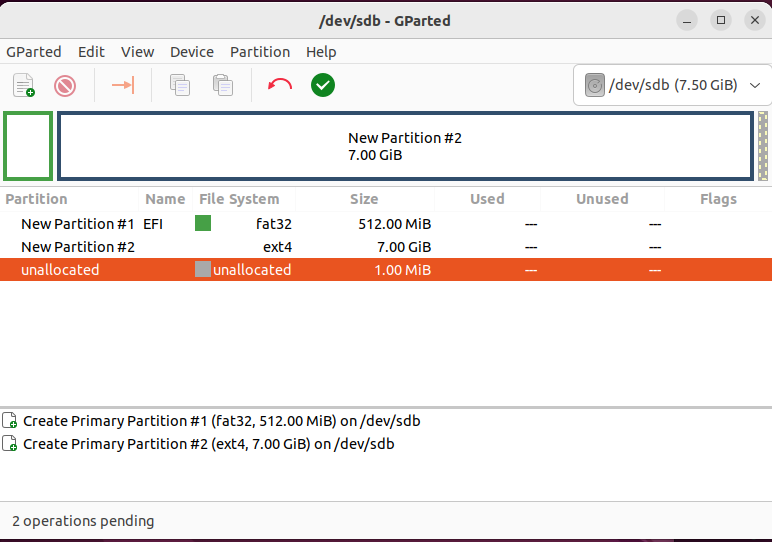 /dev/sdb - GParted
GParted Edit View Device Partition Help
/dev/sdb (7.50 GiB)
New Partition #2
7.00 GiB
Partition Name File System Size Used Unused Flags
New Partition #1 EFI fat32 512.00 MiB --- ---
New Partition #2 ext4 7.00 GiB --- ---
unallocated unallocated 1.00 MiB --- ---
Create Primary Partition #1 (fat32, 512.00 MiB) on /dev/sdb
Create Primary Partition #2 (ext4, 7.00 GiB) on /dev/sdb
2 operations pending